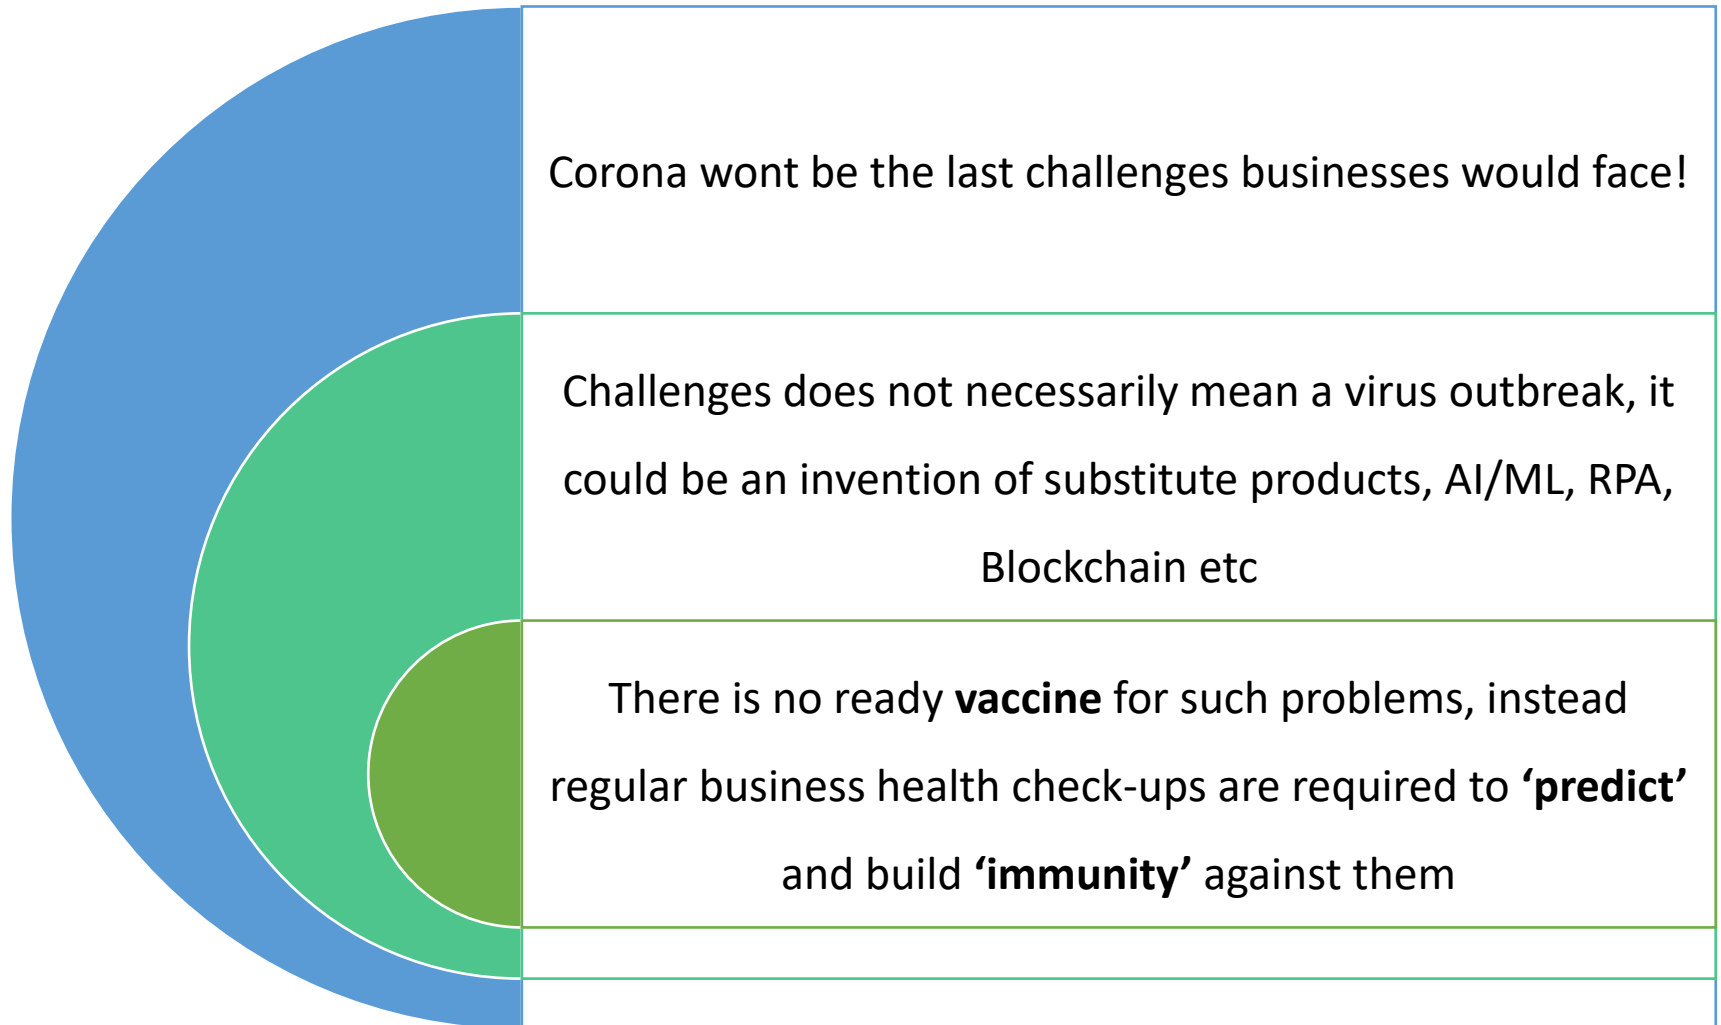 Corona wont be the last challenges businesses would face!
Challenges does not necessarily mean a virus outbreak, it
could be an invention of substitute products, AI/ML, RPA,
Blockchain etc
There is no ready vaccine for such problems, instead
regular business health check-ups are required to ‘predict’
and build ‘immunity’ against them